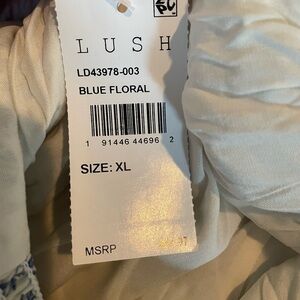 LUSH
LD43978-003
BLUE FLORAL
1 91446 44696 2
SIZE: XL
MSRP